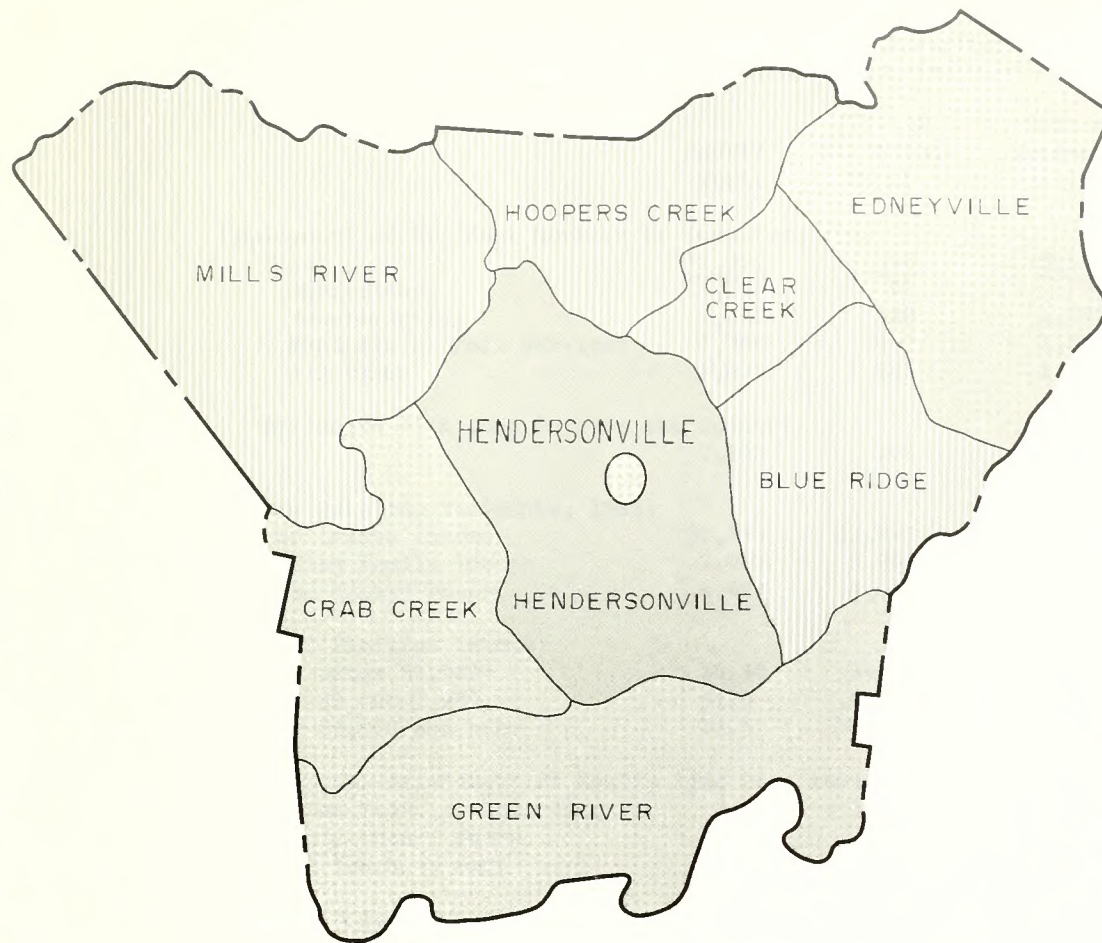 HOOPERS CREEK
EDNEYVILLE
MILLS RIVER
CLEAR
CREEK
HENDERSONVILLE
BLUE RIDGE
CRAB CREEK
HENDERSONVILLE
GREEN RIVER